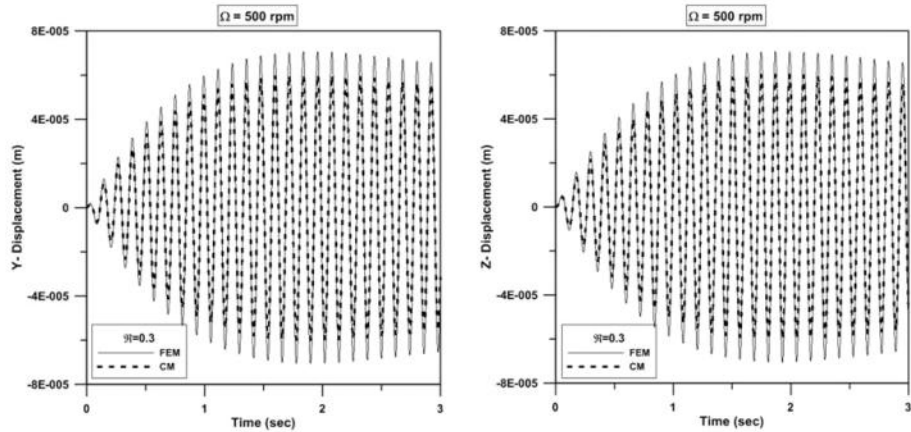 Ω = 500 rpm
8E-005
4E-005
0
-4E-005
-8E-005
Y- Displacement (m)
ℜ=0.3
FEM
CM
0 1 2 3
Time (sec)
Ω = 500 rpm
8E-005
4E-005
0
-4E-005
-8E-005
Z- Displacement (m)
ℜ=0.3
FEM
CM
0 1 2 3
Time (sec)